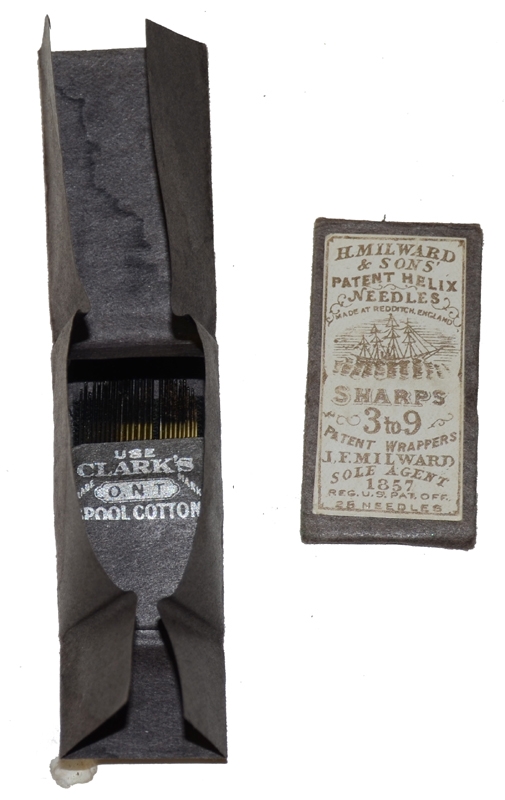 USE
CLARK'S
TRADE O.N.T. MARK
SPOOL COTTON
H. MILWARD
& SONS'
PATENT HELIX
NEEDLES
MADE AT REDDITCH, ENGLAND
SHARPS
3 to 9
PATENT WRAPPERS
J.F. MILWARD
SOLE AGENT
1857
REG. U.S. PAT. OFF.
25 NEEDLES